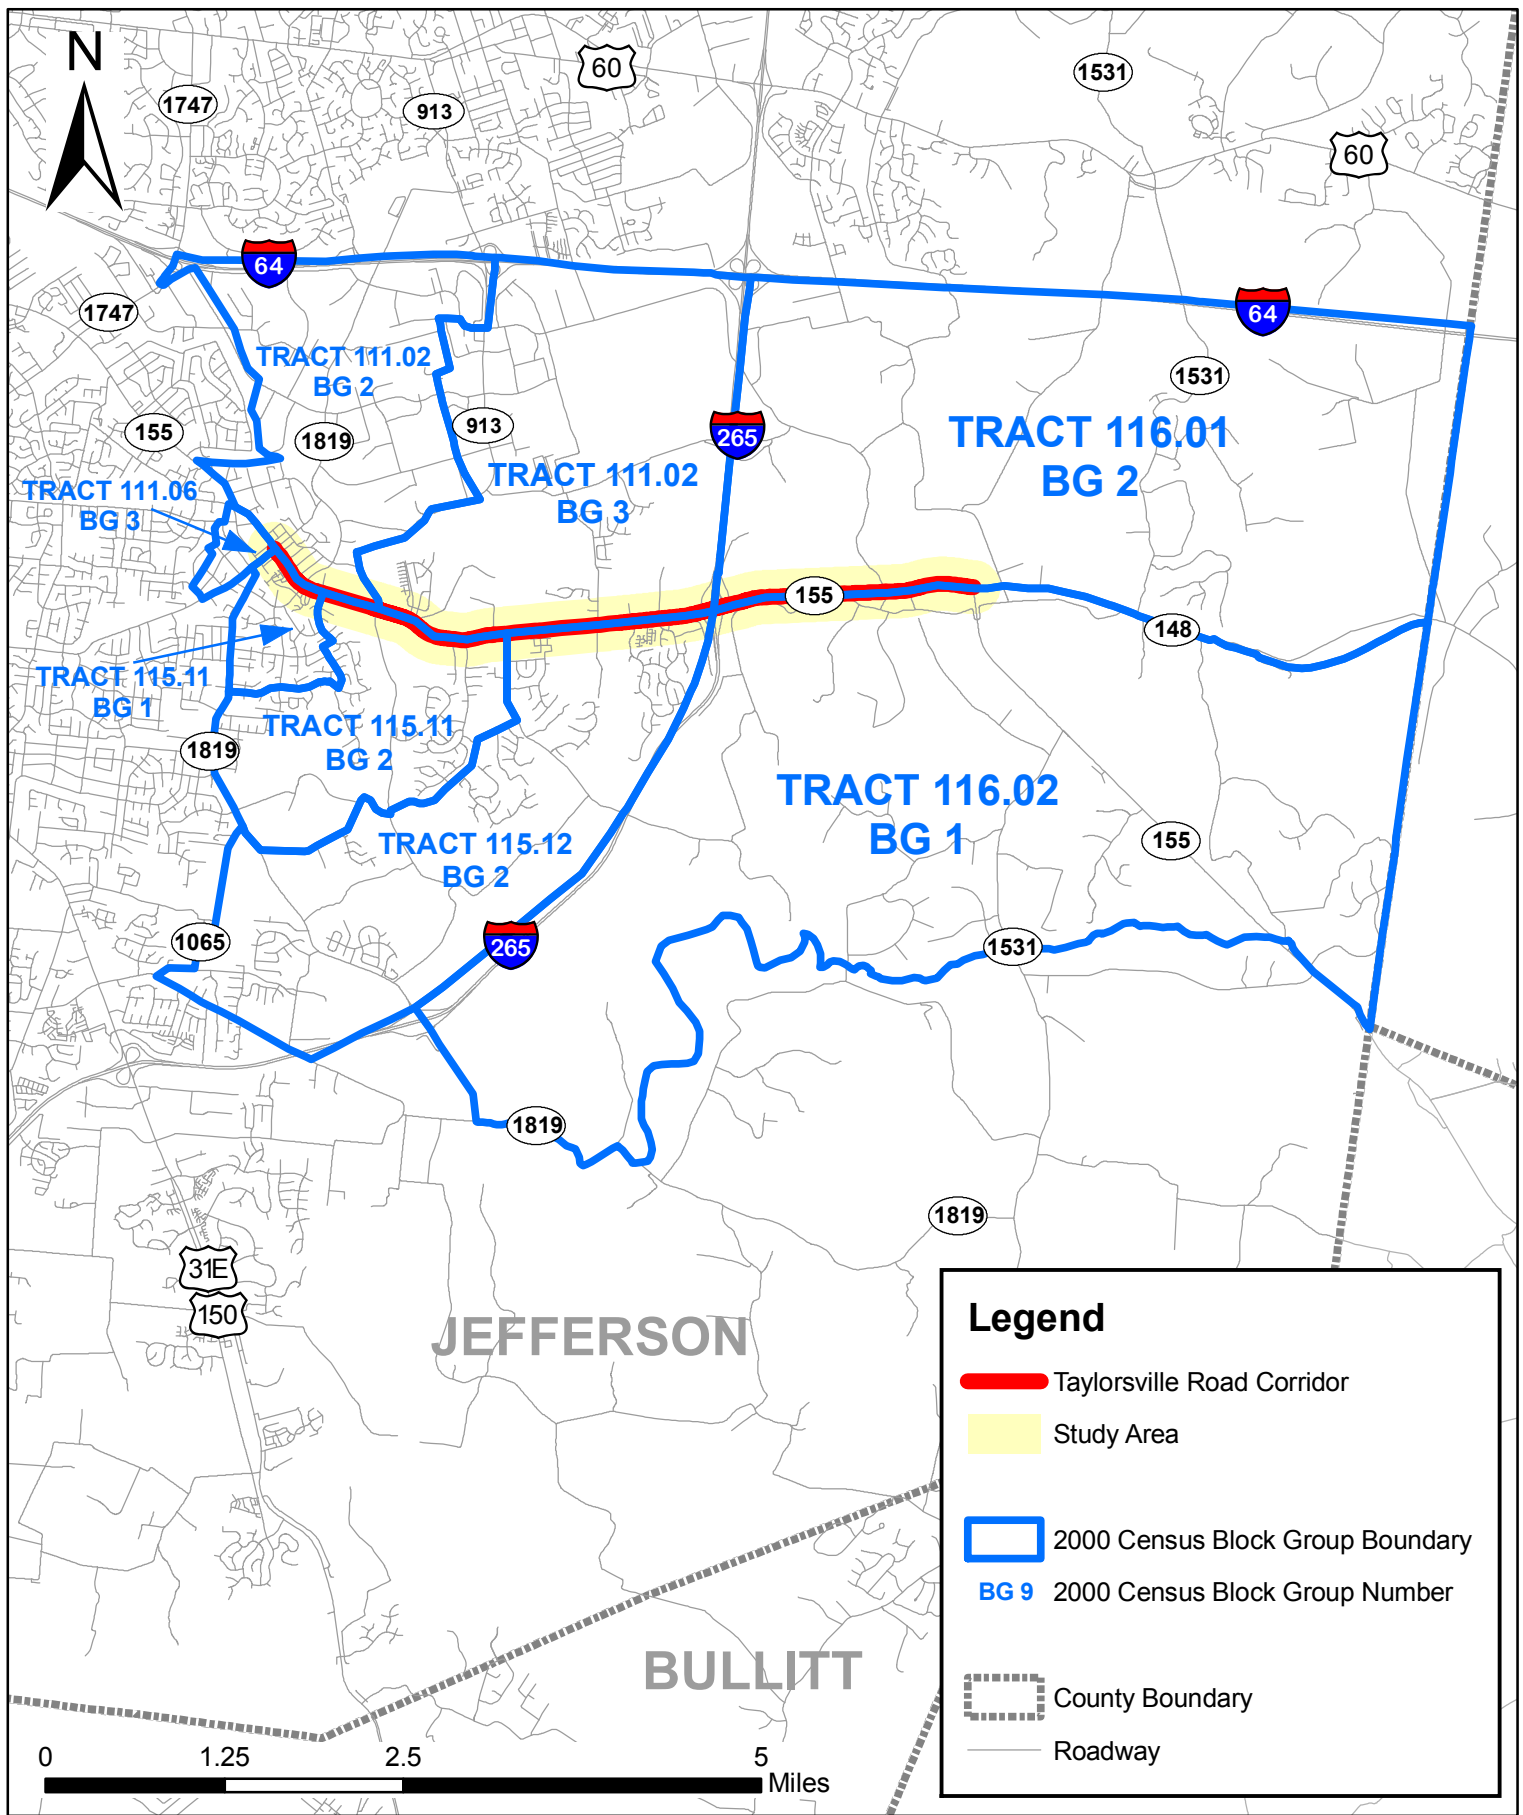 N
60
1531
1747
913
60
64
1747
64
TRACT 111.02
BG 2
1531
155
1819
913
265
TRACT 116.01
BG 2
TRACT 111.02
BG 3
TRACT 111.06
BG 3
155
148
TRACT 115.11
BG 1
TRACT 115.11
BG 2
1819
TRACT 116.02
BG 1
TRACT 115.12
BG 2
155
1065
265
1531
1819
1819
31E
150
JEFFERSON
BULLITT
Legend
Taylorsville Road Corridor
Study Area
2000 Census Block Group Boundary
BG 9 2000 Census Block Group Number
County Boundary
Roadway
0 1.25 2.5 5
Miles